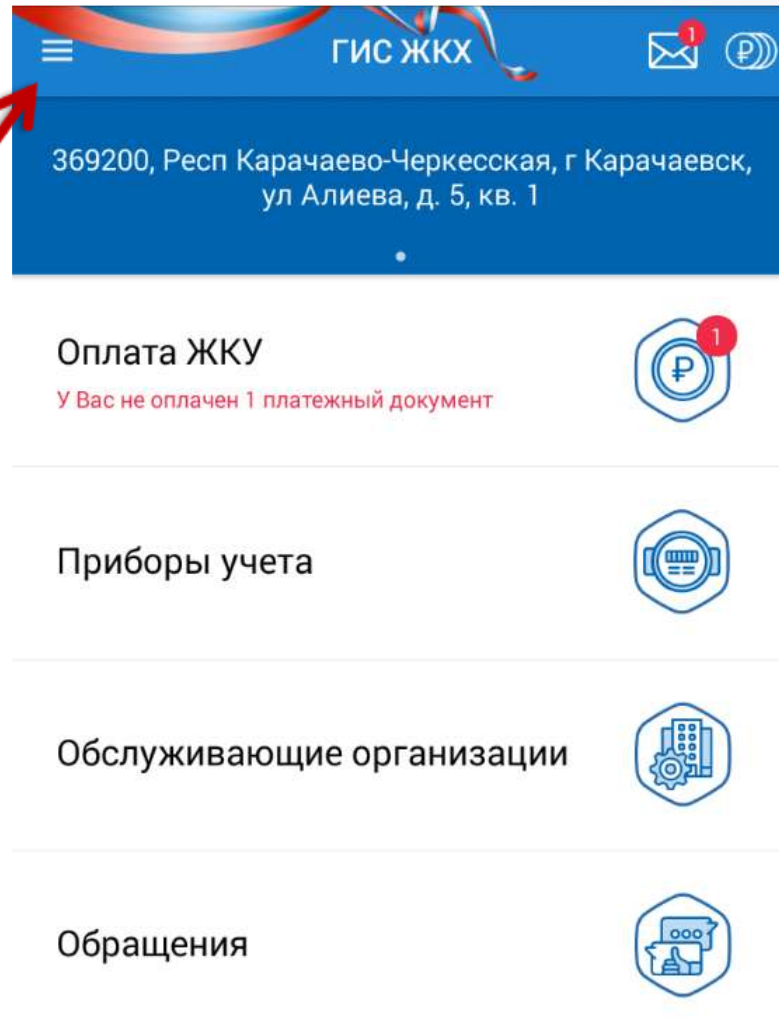 ГИС ЖКХ
1
369200, Респ Карачаево-Черкесская, г Карачаевск,
ул Алиева, д. 5, кв. 1
Оплата ЖКУ
1
У Вас не оплачен 1 платежный документ
Приборы учета
Обслуживающие организации
Обращения